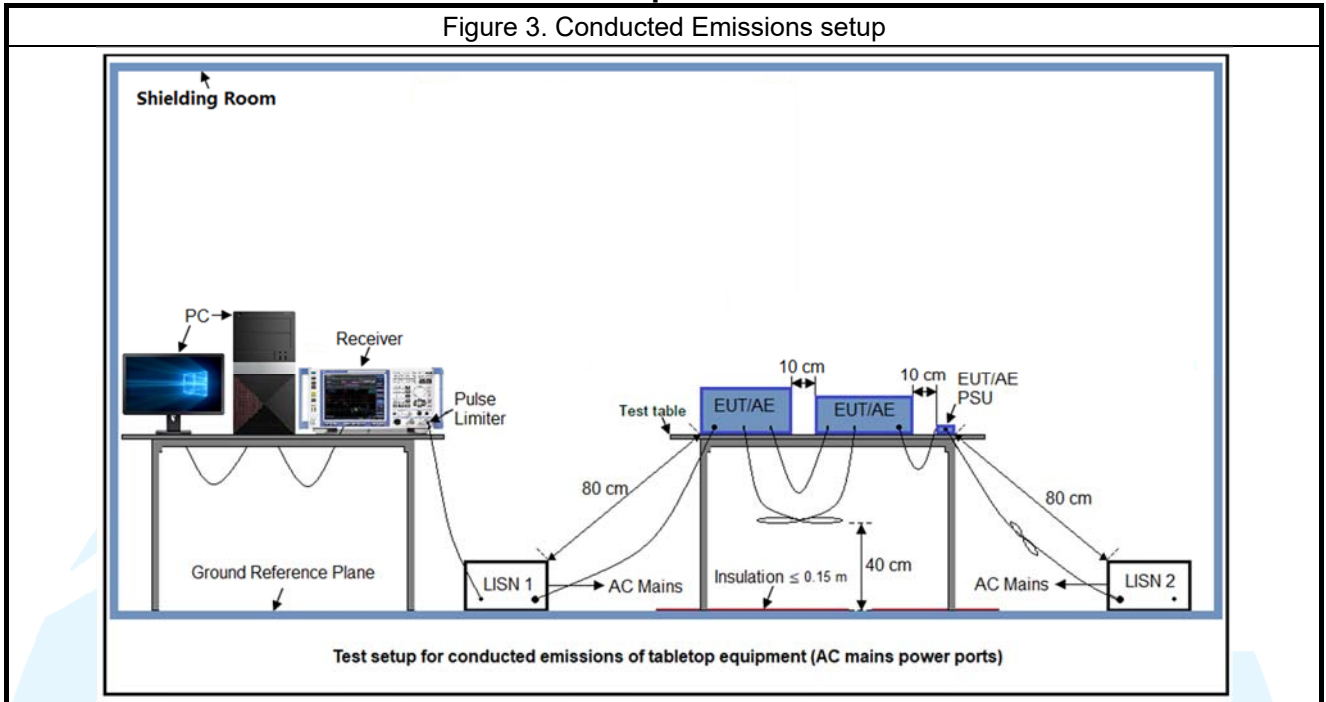 Figure 3. Conducted Emissions setup
Shielding Room
PC
Receiver
Pulse
Limiter
Test table
EUT/AE
10 cm
EUT/AE
10 cm
EUT/AE
PSU
80 cm
80 cm
40 cm
Ground Reference Plane
LISN 1
AC Mains
Insulation ≤ 0.15 m
AC Mains
LISN 2
Test setup for conducted emissions of tabletop equipment (AC mains power ports)